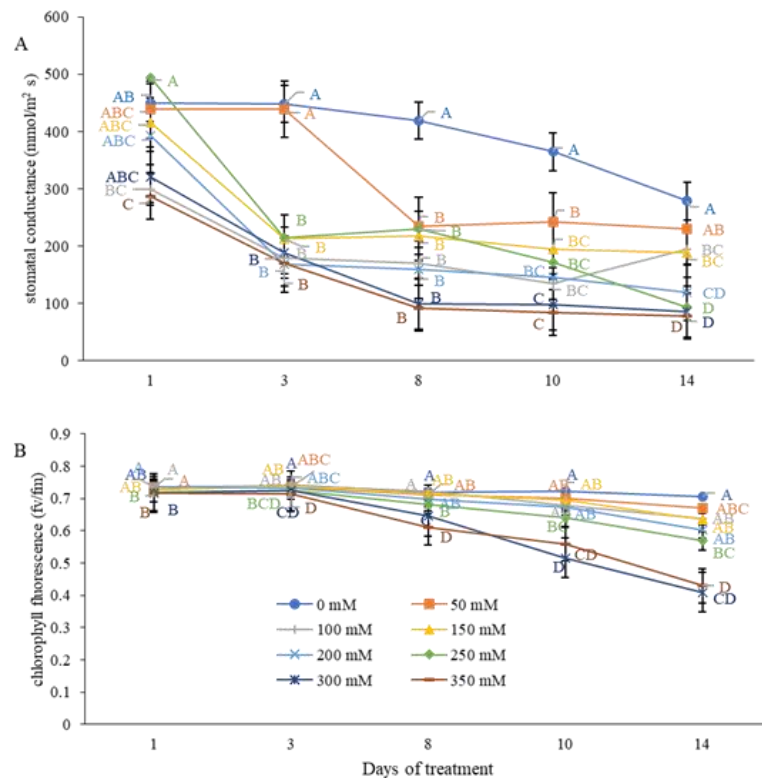 A
600
500
400
300
200
100
0
stomatal conductance (mmol/m² s)
AB
ABC
ABC
ABC
ABC
BC
C
A
A
A
B
B
B
B
B
B
A
B
B
B
B
B
B
B
A
B
BC
BC
BC
C
C
A
AB
BC
BC
CD
D
D
D
1 3 8 10 14
B
0.9
0.8
0.7
0.6
0.5
0.4
0.3
0.2
0.1
0
chlorophyll fluorescence (fv/fm)
A A
AB A
AB
B
B B
A ABC
AB
AB ABC
BCD CD D
A
A AB
AB
AB
B
C
D
A
AB AB
AB
AB
BC
CD
D
A
ABC
AB
AB
AB
BC
D
CD
0 mM 50 mM
100 mM 150 mM
200 mM 250 mM
300 mM 350 mM
1 3 8 10 14
Days of treatment